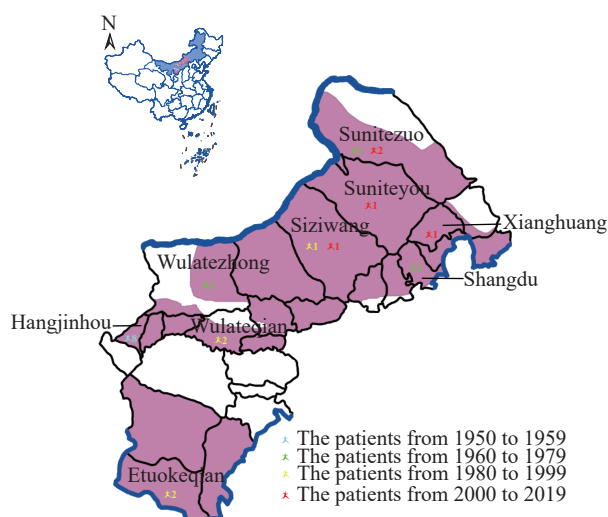 N
Sunitezuo
1 2
Suniteyou
1
Xianghuang
1
Siziwang
1 1
Wulatezhong
Shangdu
Hangjinhou
Wulateqian
2
Etuokeqian
2
The patients from 1950 to 1959
The patients from 1960 to 1979
The patients from 1980 to 1999
The patients from 2000 to 2019